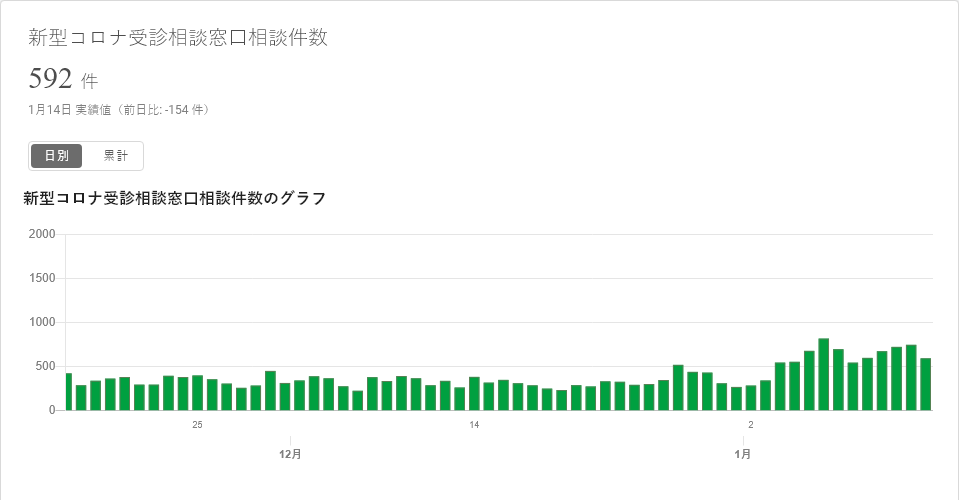 新型コロナ受診相談窓口相談件数
592 件
1月14日 実績値（前日比: -154 件）
日別 累計
新型コロナ受診相談窓口相談件数のグラフ
2000
1500
1000
500
0
25 14 2
12月 1月